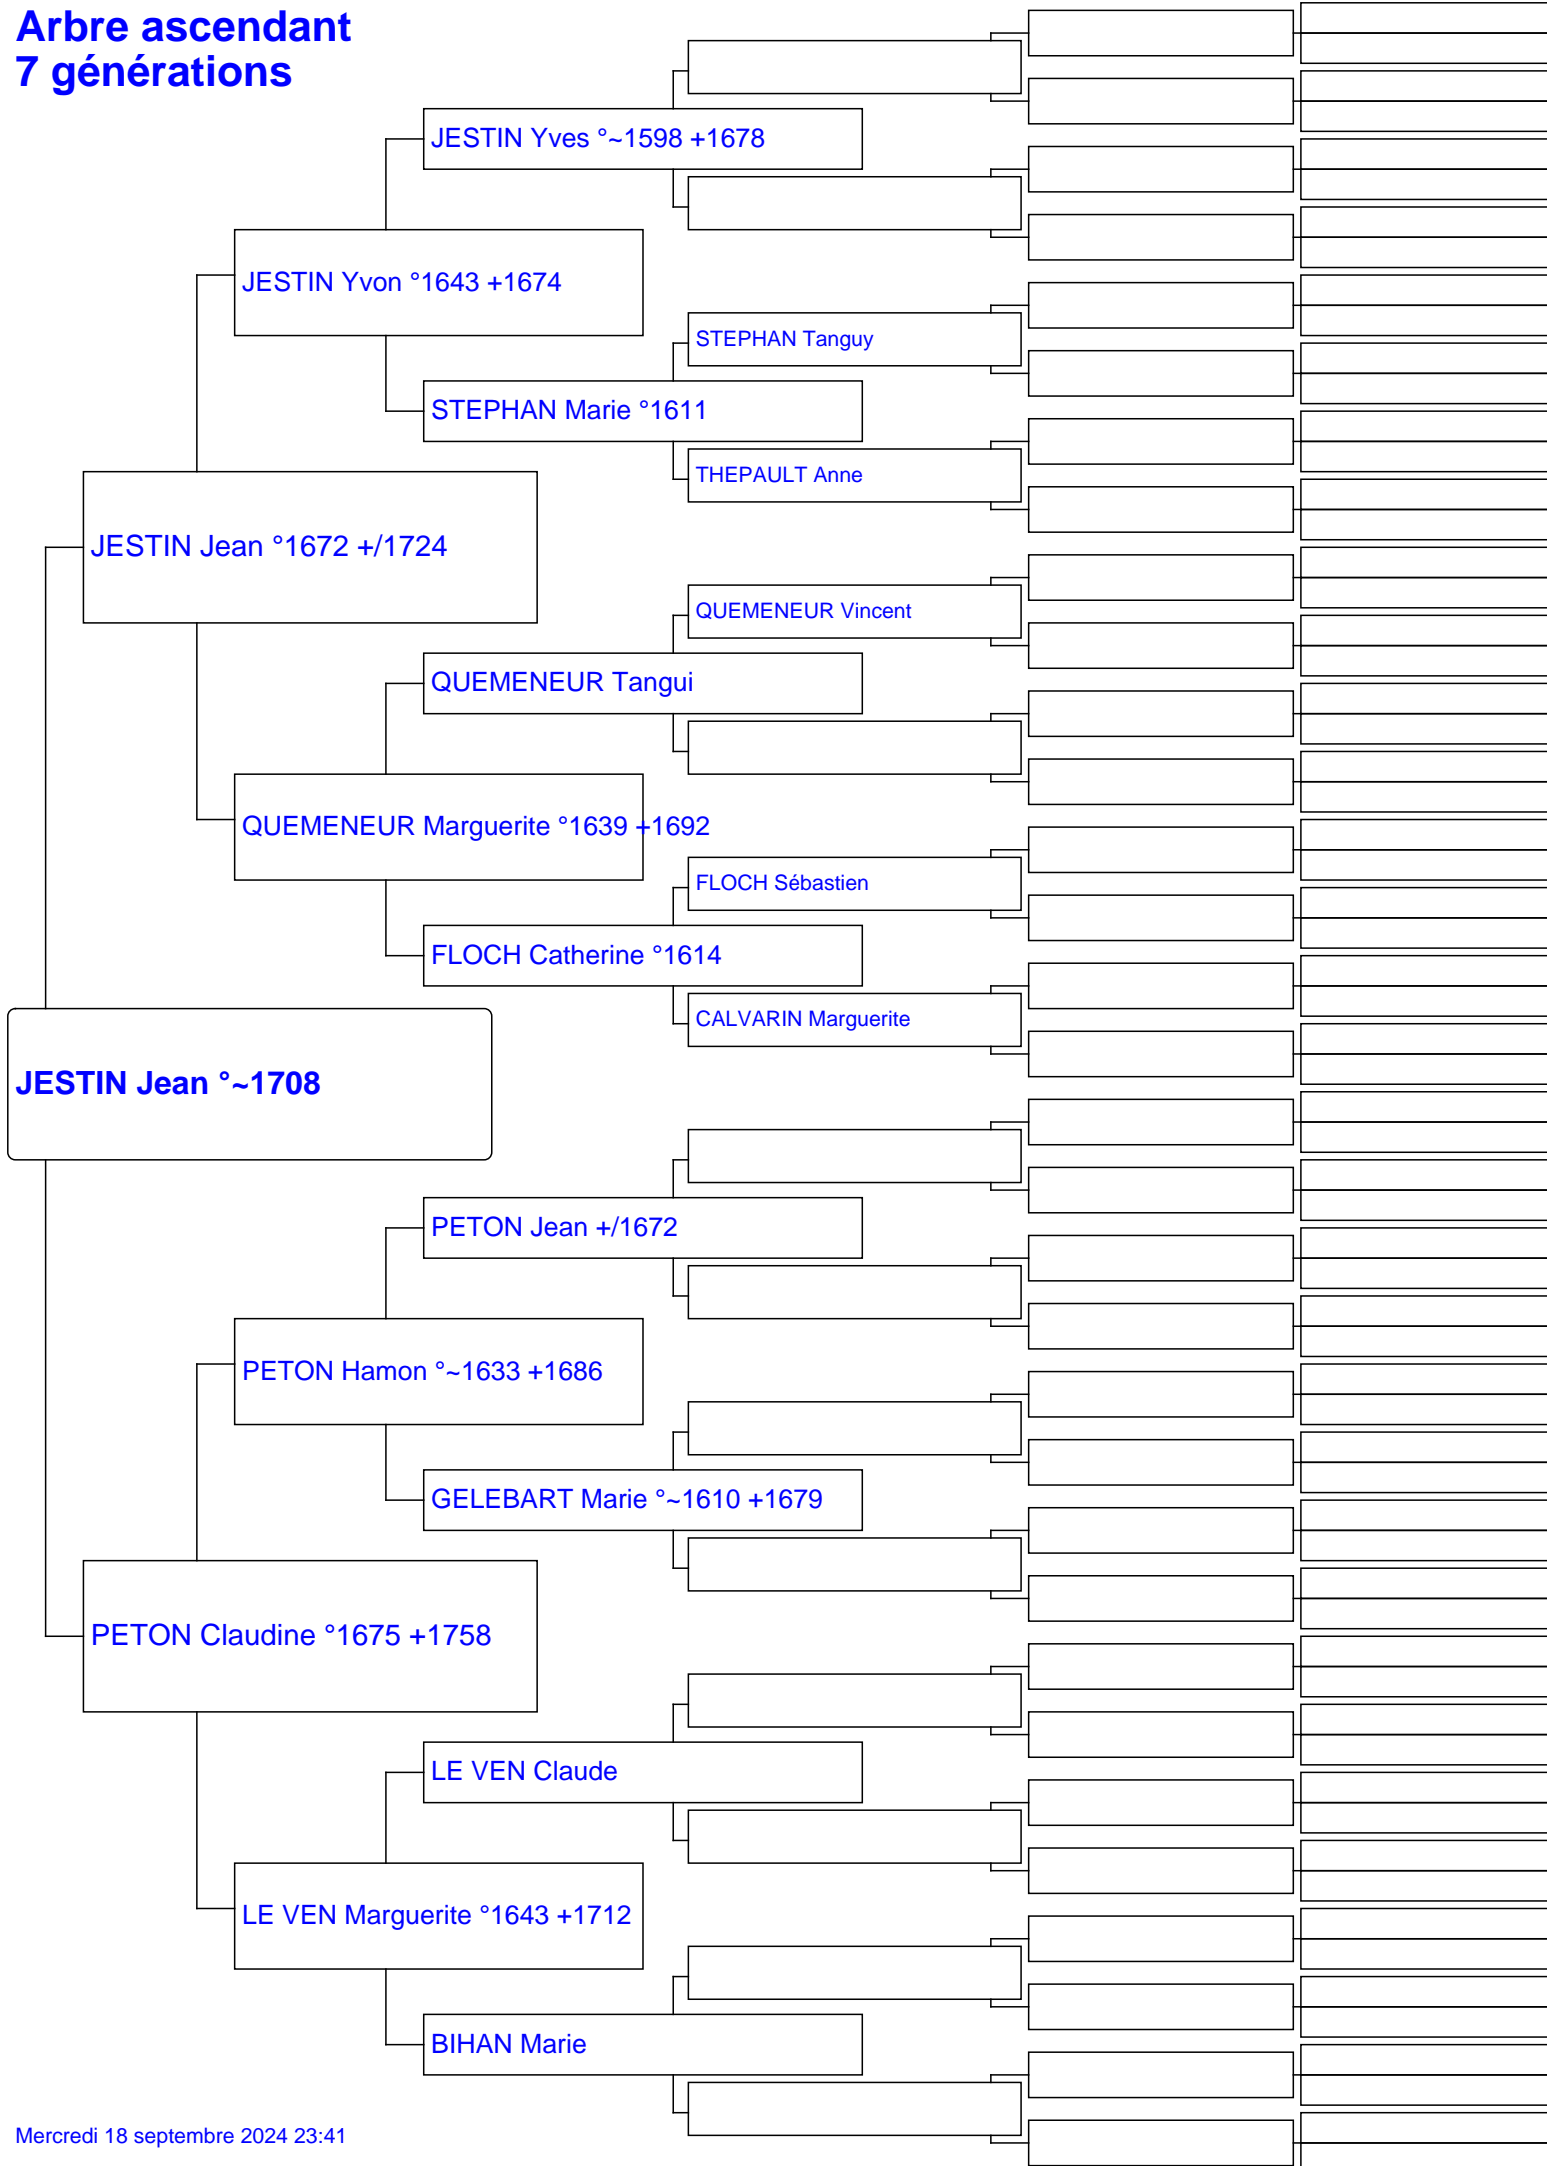 Arbre ascendant
7 générations
JESTIN Yves °~1598 +1678
JESTIN Yvon °1643 +1674
STEPHAN Tanguy
STEPHAN Marie °1611
THEPAULT Anne
JESTIN Jean °1672 +/1724
QUEMENEUR Vincent
QUEMENEUR Tangui
QUEMENEUR Marguerite °1639 +1692
FLOCH Sébastien
FLOCH Catherine °1614
CALVARIN Marguerite
JESTIN Jean °~1708
PETON Jean +/1672
PETON Hamon °~1633 +1686
GELEBART Marie °~1610 +1679
PETON Claudine °1675 +1758
LE VEN Claude
LE VEN Marguerite °1643 +1712
BIHAN Marie
Mercredi 18 septembre 2024 23:41